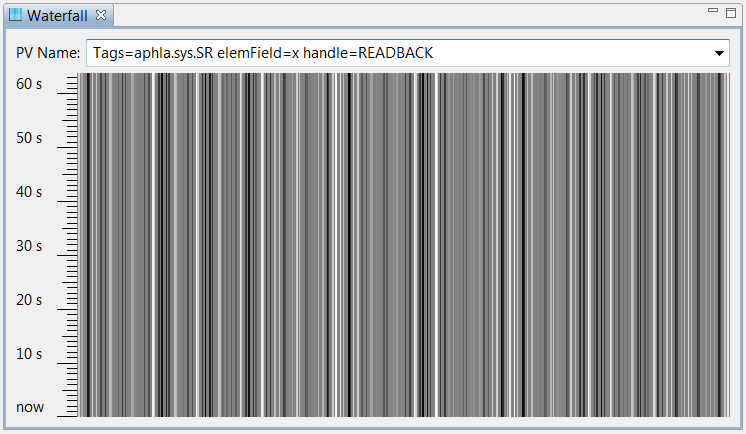 Waterfall
PV Name: Tags=aphla.sys.SR elemField=x handle=READBACK
60 s
50 s
40 s
30 s
20 s
10 s
now